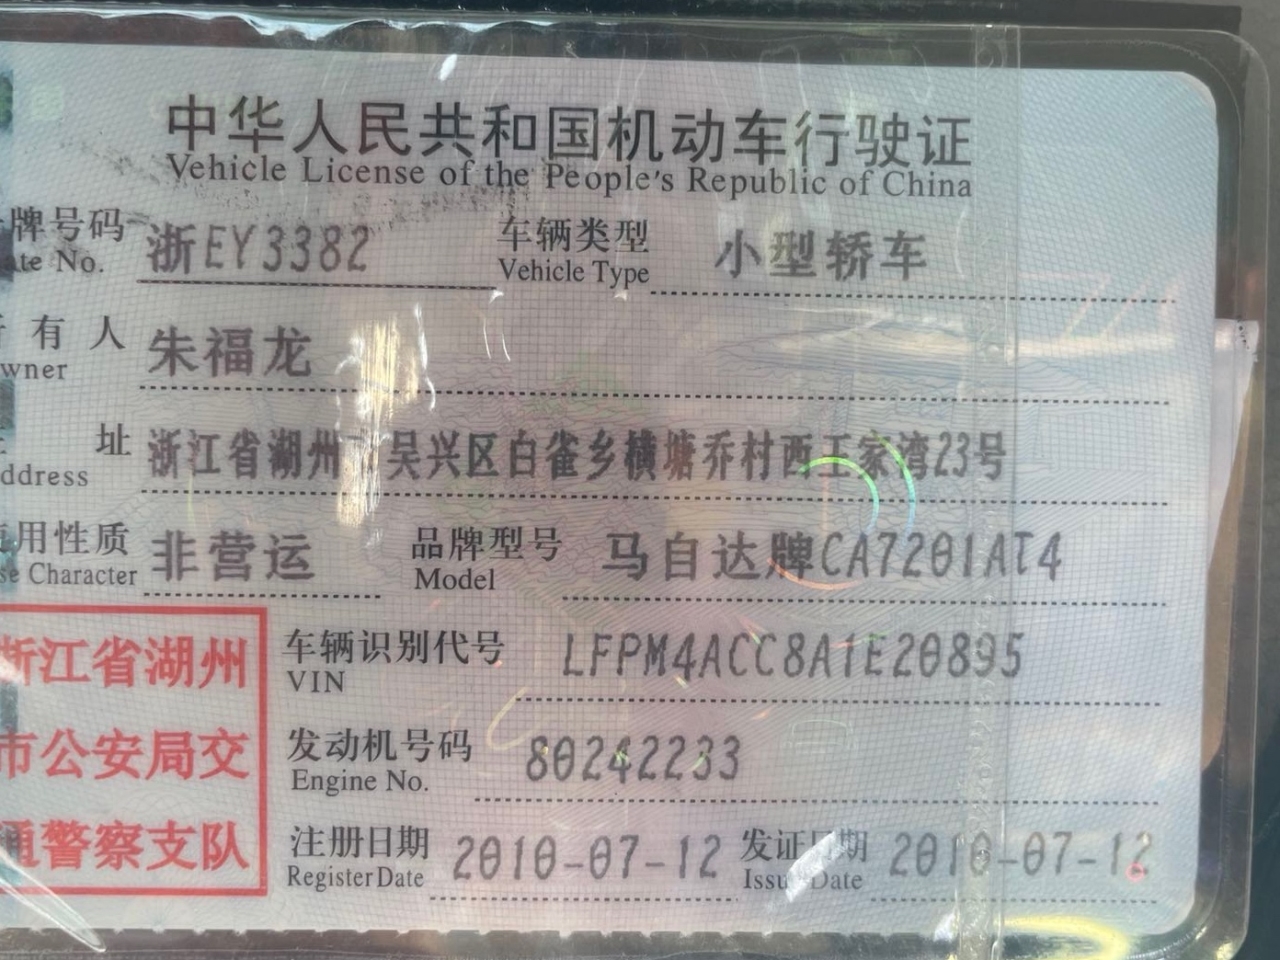 中华人民共和国机动车行驶证
Vehicle License of the People's Republic of China
牌号码 浙EY3382 车辆类型 小型轿车
ate No. Vehicle Type
有人 朱福龙
wner
址 浙江省湖州 吴兴区白雀乡横塘乔村西王家湾23号
ddress
用性质 非营运 品牌型号 马自达牌CA7201AT4
se Character Model
浙江省湖州
市公安局交
通警察支队
车辆识别代号 LFPM4ACC8A1E20895
VIN
发动机号码 80242233
Engine No.
注册日期 2010-07-12 发证日期 2010-07-12
Register Date Issue Date